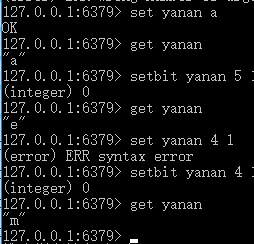 127.0.0.1:6379> set yanan a
OK
127.0.0.1:6379> get yanan
"a"
127.0.0.1:6379> setbit yanan 5 1
(integer) 0
127.0.0.1:6379> get yanan
"e"
127.0.0.1:6379> set yanan 4 1
(error) ERR syntax error
127.0.0.1:6379> setbit yanan 4 1
(integer) 0
127.0.0.1:6379> get yanan
"m"
127.0.0.1:6379>